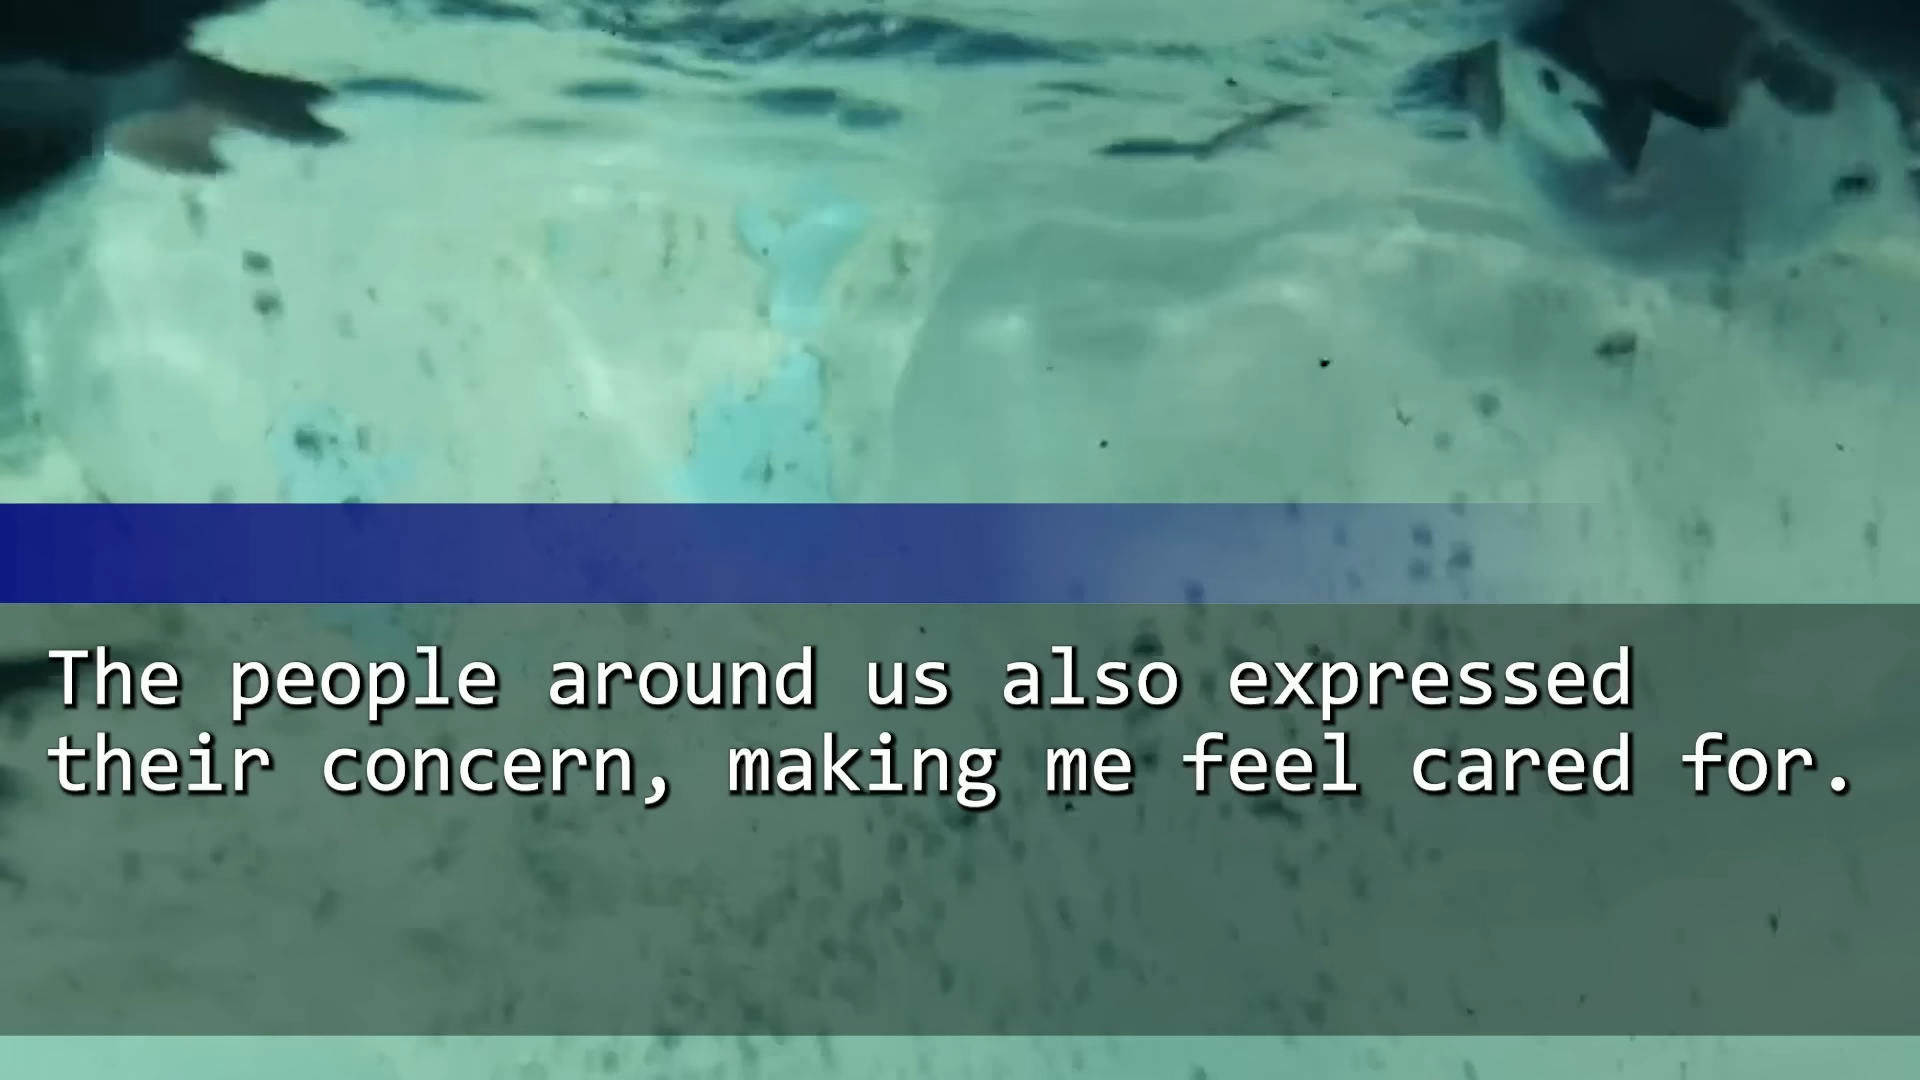 The people around us also expressed
their concern, making me feel cared for.